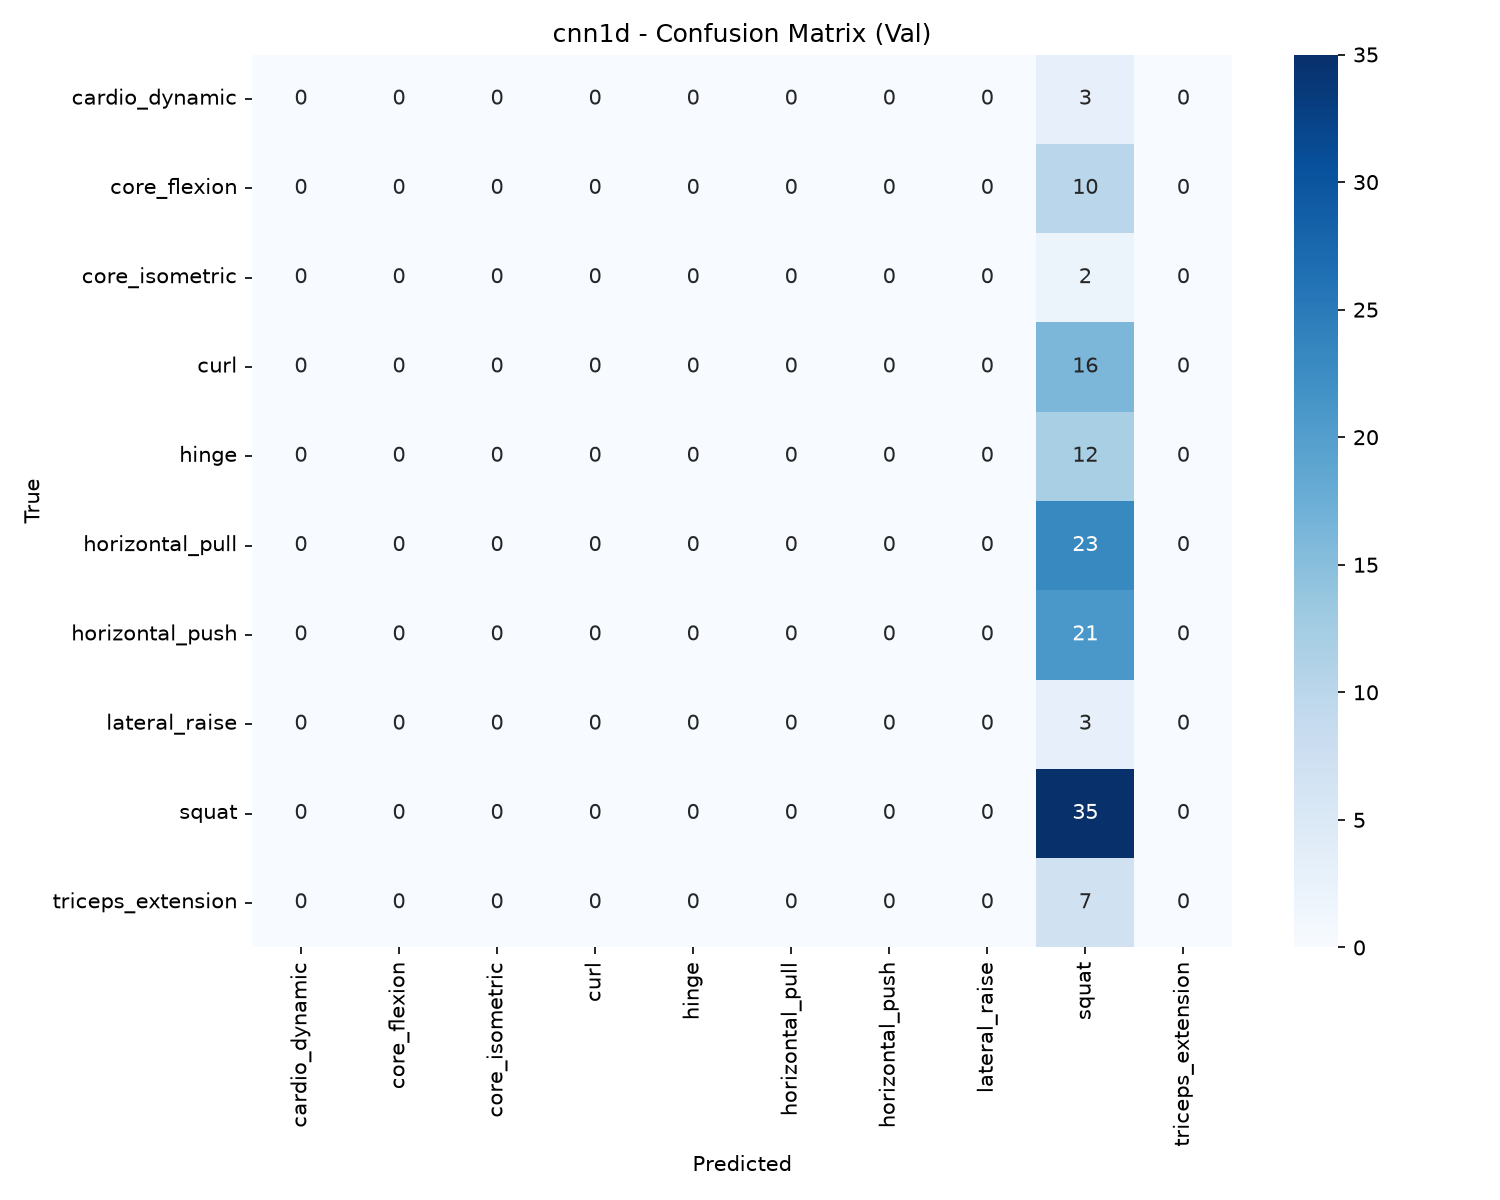 cnn1d - Confusion Matrix (Val)
cardio_dynamic 0 0 0 0 0 0 0 0 3 0
core_flexion 0 0 0 0 0 0 0 0 10 0
core_isometric 0 0 0 0 0 0 0 0 2 0
curl 0 0 0 0 0 0 0 0 16 0
hinge 0 0 0 0 0 0 0 0 12 0
horizontal_pull 0 0 0 0 0 0 0 0 23 0
horizontal_push 0 0 0 0 0 0 0 0 21 0
lateral_raise 0 0 0 0 0 0 0 0 3 0
squat 0 0 0 0 0 0 0 0 35 0
triceps_extension 0 0 0 0 0 0 0 0 7 0
True
cardio_dynamic
core_flexion
core_isometric
curl
hinge
horizontal_pull
horizontal_push
lateral_raise
squat
triceps_extension
Predicted
35
30
25
20
15
10
5
0